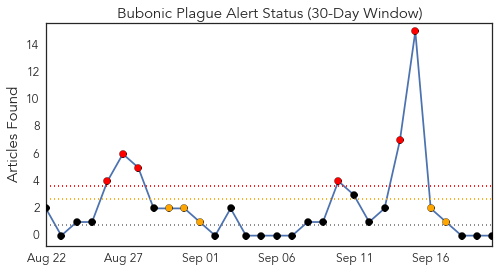 Bubonic Plague Alert Status (30-Day Window)
Articles Found
14
12
10
8
6
4
2
0
Aug 22 Aug 27 Sep 01 Sep 06 Sep 11 Sep 16